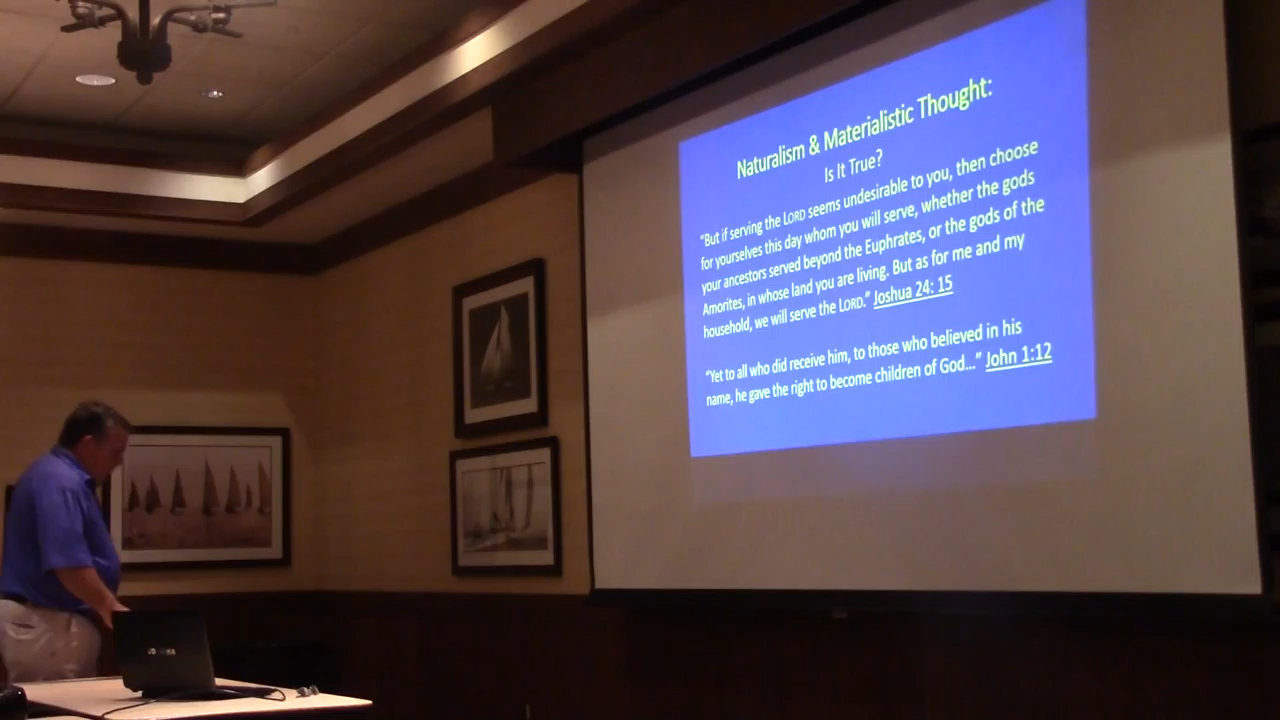 Naturalism & Materialistic Thought:
Is It True?
“But if serving the LORD seems undesirable to you, then choose
for yourselves this day whom you will serve, whether the gods
your ancestors served beyond the Euphrates, or the gods of the
Amorites, in whose land you are living. But as for me and my
household, we will serve the LORD.” Joshua 24: 15
“Yet to all who did receive him, to those who believed in his
name, he gave the right to become children of God…” John 1:12